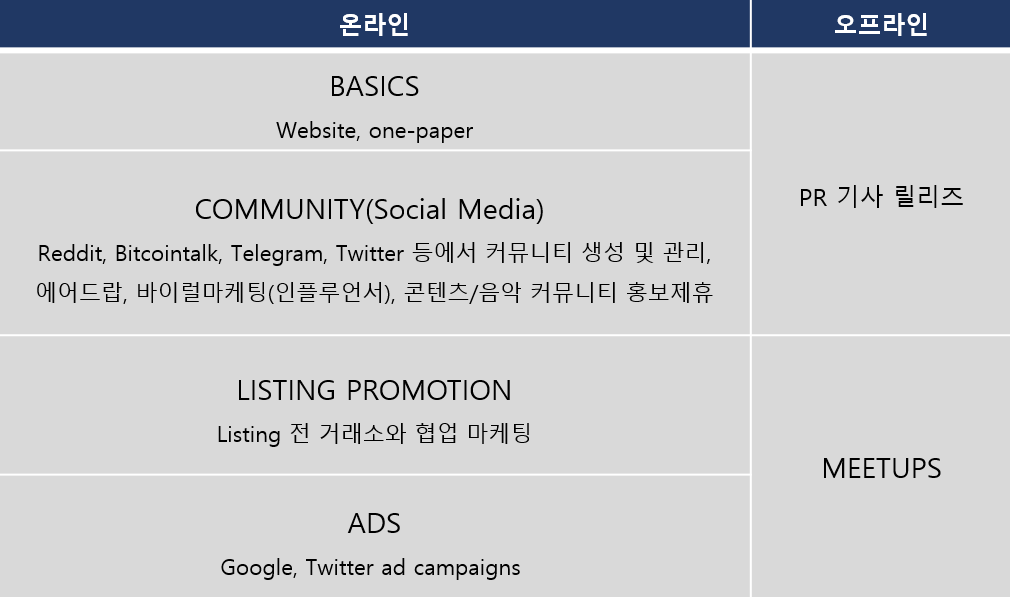 온라인
오프라인
BASICS
Website, one-paper
COMMUNITY(Social Media)
Reddit, Bitcointalk, Telegram, Twitter 등에서 커뮤니티 생성 및 관리,
에어드랍, 바이럴마케팅(인플루언서), 콘텐츠/음악 커뮤니티 홍보제휴
PR 기사 릴리즈
LISTING PROMOTION
Listing 전 거래소와 협업 마케팅
ADS
Google, Twitter ad campaigns
MEETUPS